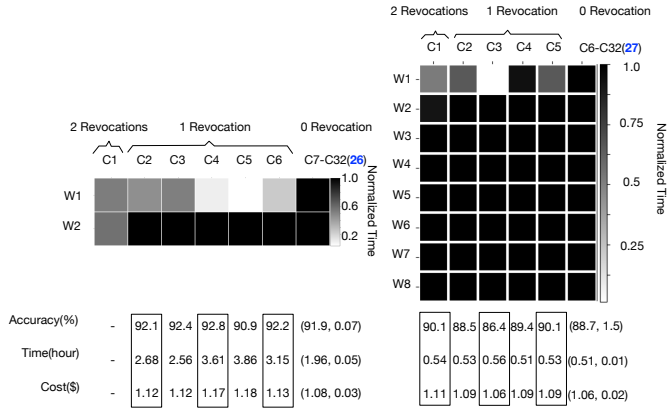 2 Revocations 1 Revocation 0 Revocation
C1 C2 C3 C4 C5 C6-C32(27)
W1
W2
W3
W4
W5
W6
W7
W8
1.0
0.75
0.5
0.25
Normalized Time
2 Revocations 1 Revocation 0 Revocation
C1 C2 C3 C4 C5 C6 C7-C32(26)
W1
W2
1.0
0.6
0.2
Normalized Time
Accuracy(%) - 92.1 92.4 92.8 90.9 92.2 (91.9, 0.07) 90.1 88.5 86.4 89.4 90.1 (88.7, 1.5)
Time(hour) - 2.68 2.56 3.61 3.86 3.15 (1.96, 0.05) 0.54 0.53 0.56 0.51 0.53 (0.51, 0.01)
Cost($) - 1.12 1.12 1.17 1.18 1.13 (1.08, 0.03) 1.11 1.09 1.06 1.09 1.09 (1.06, 0.02)